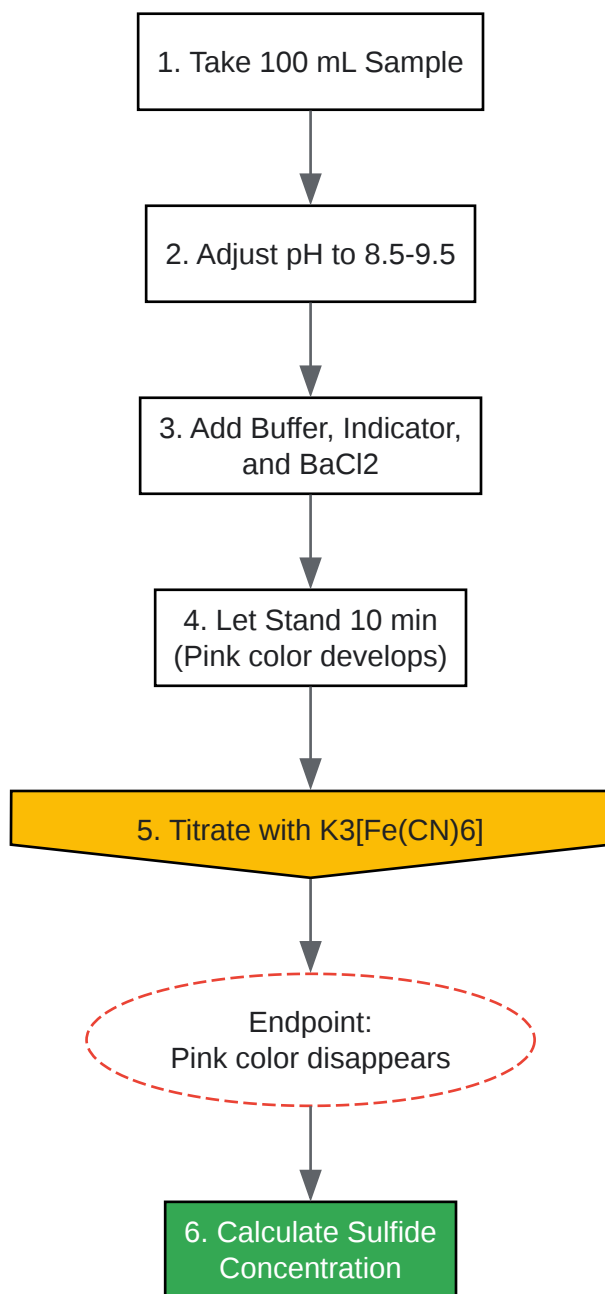 1. Take 100 mL Sample
2. Adjust pH to 8.5-9.5
3. Add Buffer, Indicator,
and BaCl2
4. Let Stand 10 min
(Pink color develops)
5. Titrate with K3[Fe(CN)6]
Endpoint:
Pink color disappears
6. Calculate Sulfide
Concentration